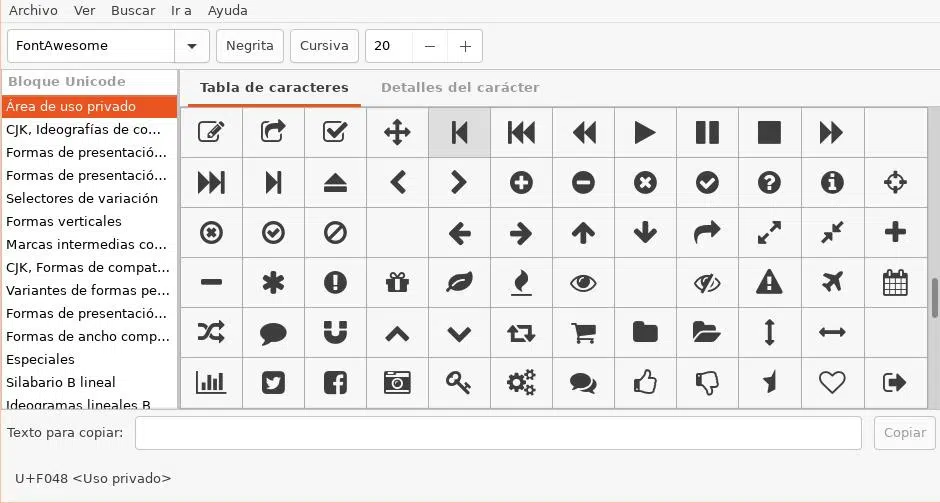 Archivo Ver Buscar Ir a Ayuda
FontAwesome Negrita Cursiva 20
Bloque Unicode
Tabla de caracteres Detalles del carácter
Área de uso privado
CJK, Ideografías de co...
Formas de presentació...
Formas de presentació...
Selectores de variación
Formas verticales
Marcas intermedias co...
CJK, Formas de compat...
Variantes de formas pe...
Formas de presentació...
Formas de ancho comp...
Especiales
Silabario B lineal
Ideogramas lineales B
Texto para copiar: Copiar
U+F048 <Uso privado>